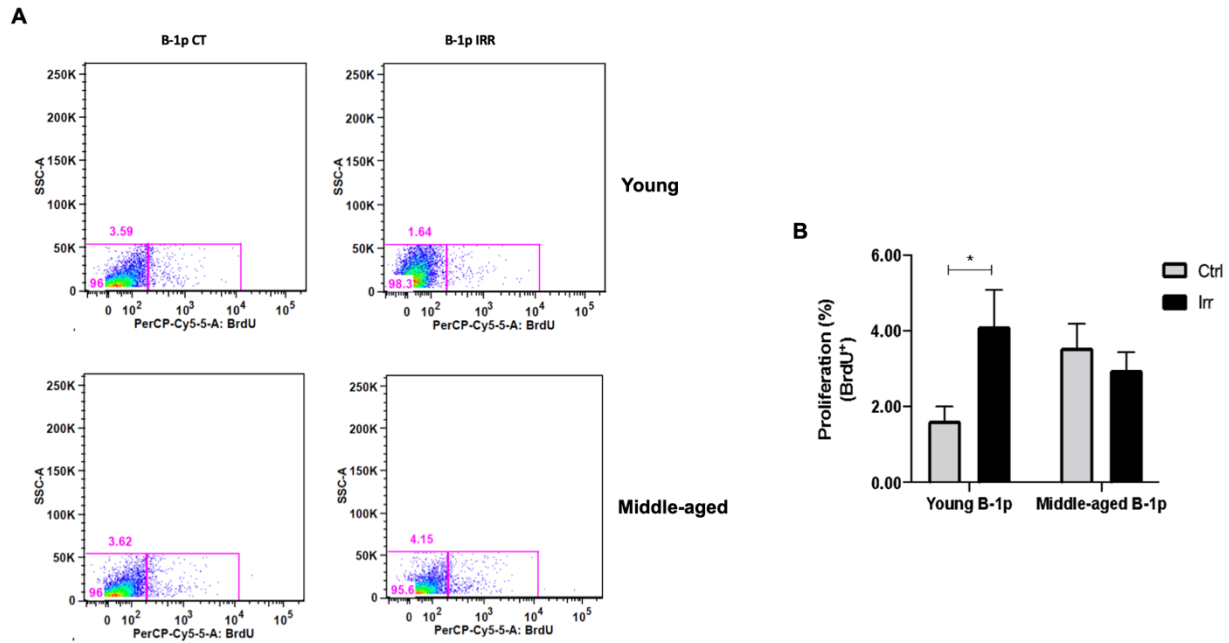 A
B-1p CT
B-1p IRR
250K
200K
150K
100K
50K
0
SSC-A
3.59
96
0 10^2 10^3 10^4 10^5
PerCP-Cy5-5-A: BrdU
250K
200K
150K
100K
50K
0
SSC-A
1.64
98.3
0 10^2 10^3 10^4 10^5
PerCP-Cy5-5-A: BrdU
Young
250K
200K
150K
100K
50K
0
SSC-A
3.62
96
0 10^2 10^3 10^4 10^5
PerCP-Cy5-5-A: BrdU
250K
200K
150K
100K
50K
0
SSC-A
4.15
95.6
0 10^2 10^3 10^4 10^5
PerCP-Cy5-5-A: BrdU
Middle-aged
B
Proliferation (%)
(BrdU⁺)
6.00
4.00
2.00
0.00
*
Ctrl
Irr
Young B-1p Middle-aged B-1p